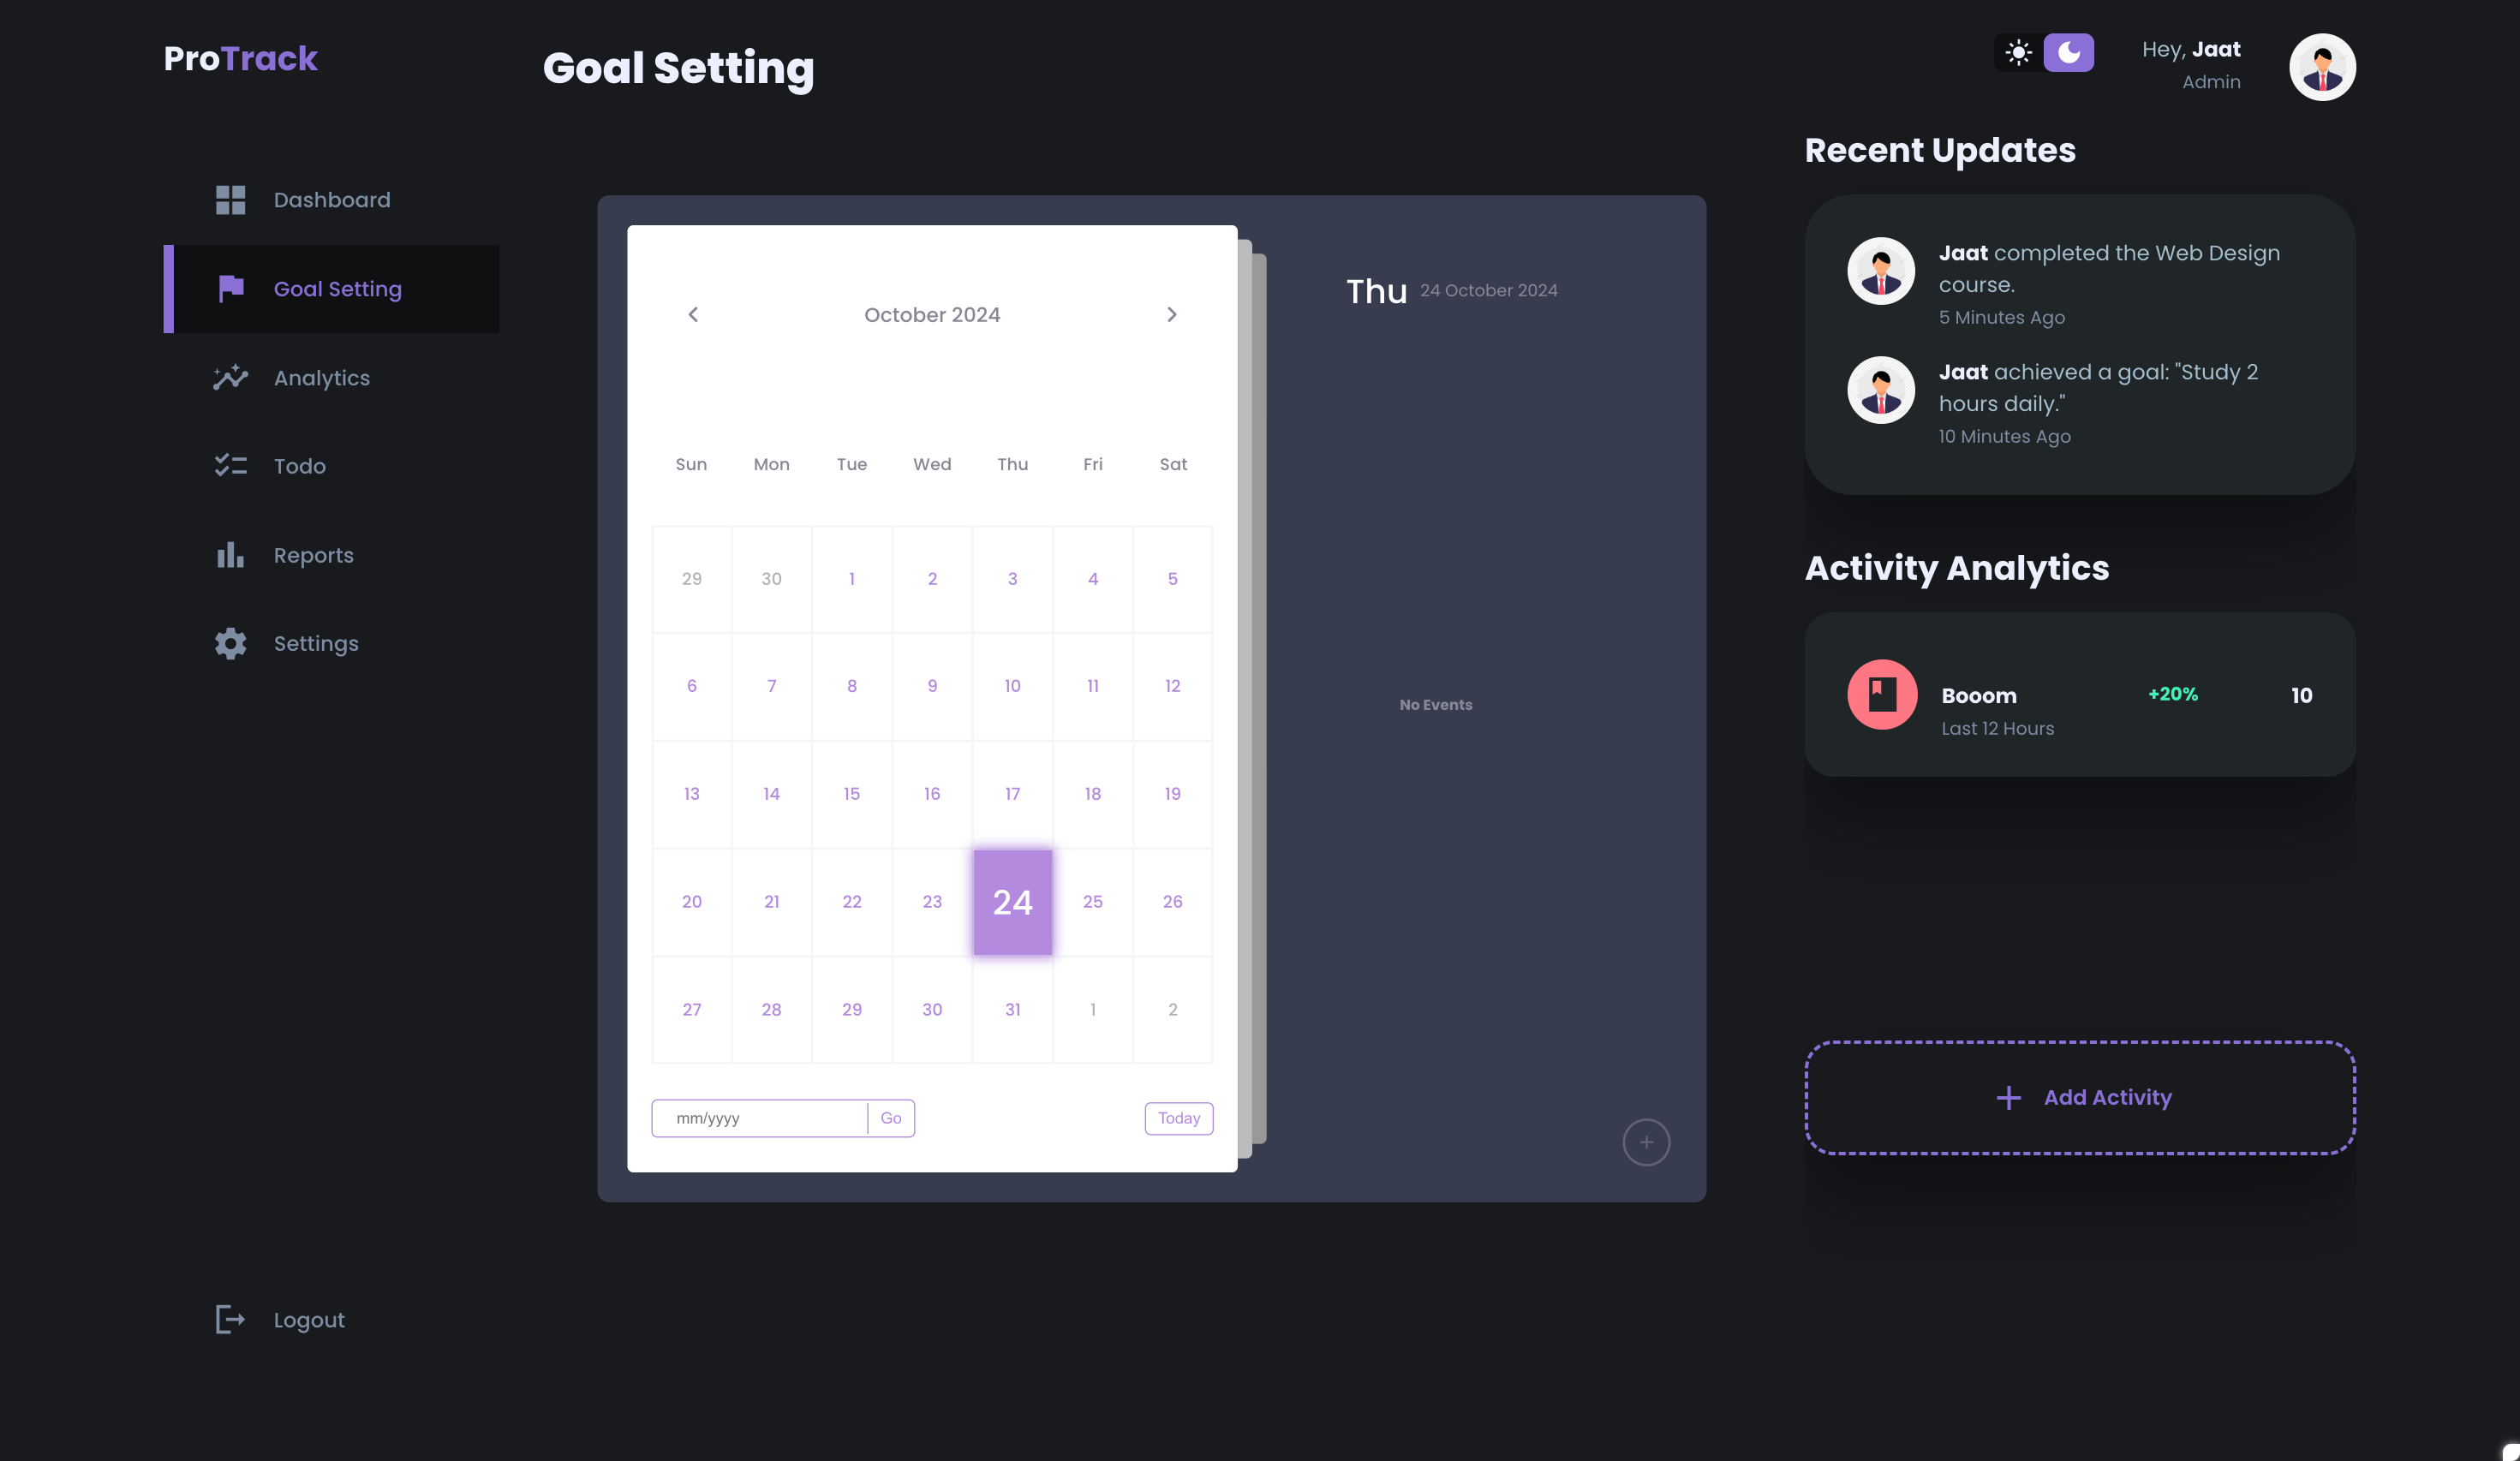 ProTrack
Dashboard
Goal Setting
Analytics
Todo
Reports
Settings
Logout
Goal Setting
October 2024
Sun Mon Tue Wed Thu Fri Sat
29 30 1 2 3 4 5
6 7 8 9 10 11 12
13 14 15 16 17 18 19
20 21 22 23 24 25 26
27 28 29 30 31 1 2
mm/yyyy Go Today
Thu 24 October 2024
No Events
Hey, Jaat
Admin
Recent Updates
Jaat completed the Web Design
course.
5 Minutes Ago
Jaat achieved a goal: "Study 2
hours daily."
10 Minutes Ago
Activity Analytics
Booom +20% 10
Last 12 Hours
Add Activity